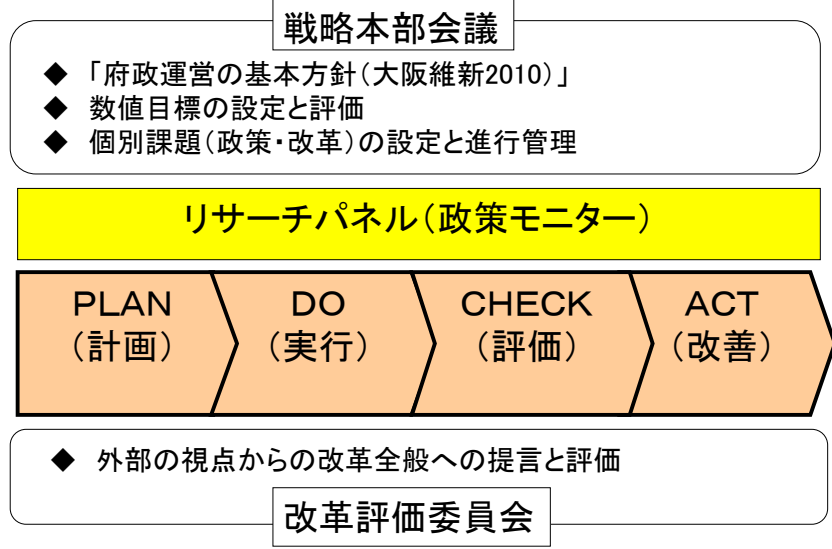 戦略本部会議
◆ 「府政運営の基本方針（大阪維新2010）」
◆ 数値目標の設定と評価
◆ 個別課題（政策・改革）の設定と進行管理
リサーチパネル（政策モニター）
PLAN
（計画）
DO
（実行）
CHECK
（評価）
ACT
（改善）
◆ 外部の視点からの改革全般への提言と評価
改革評価委員会